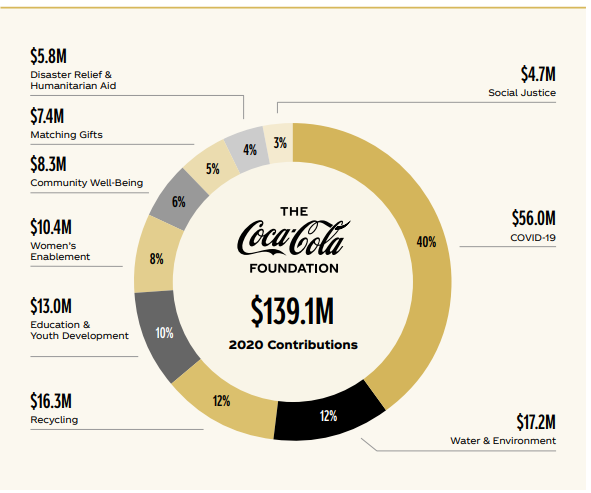 $5.8M
Disaster Relief &
Humanitarian Aid
$7.4M
Matching Gifts
$8.3M
Community Well-Being
$10.4M
Women's
Enablement
$13.0M
Education &
Youth Development
$16.3M
Recycling
$4.7M
Social Justice
$56.0M
COVID-19
$17.2M
Water & Environment
3%
4%
5%
6%
8%
10%
12%
12%
40%
THE
Coca-Cola
FOUNDATION
$139.1M
2020 Contributions